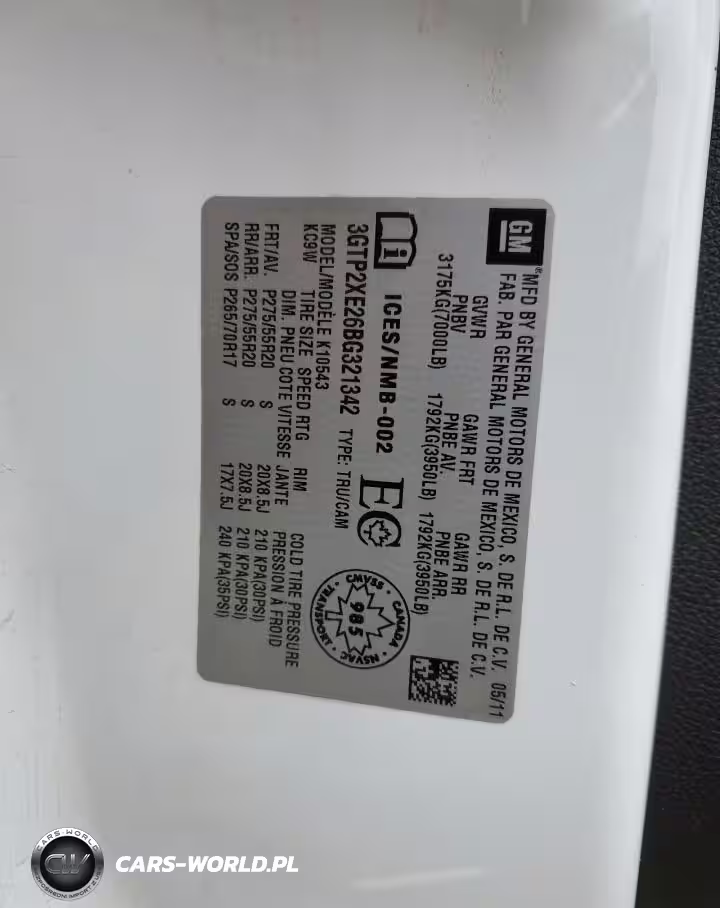 GM
®MFD BY GENERAL MOTORS DE MEXICO, S. DE R.L. DE C.V. 05/11
FAB. PAR GENERAL MOTORS DE MEXICO, S. DE R.L. DE C.V.
GVWR GAWR FRT GAWR RR
PNBV PNBE AV. PNBE ARR.
3175KG(7000LB) 1792KG(3950LB) 1792KG(3950LB)
i ICES/NMB-002 EC
3GTP2XE26BG321342 TYPE: TRU/CAM
MODEL/MODÈLE K10543
KC9W TIRE SIZE SPEED RTG RIM COLD TIRE PRESSURE
DIM. PNEU COTE VITESSE JANTE PRESSION À FROID
FRT/AV. P275/55R20 S 20X8.5J 210 KPA(30PSI)
RR/ARR. P275/55R20 S 20X8.5J 210 KPA(30PSI)
SPA/SOS P265/70R17 S 17X7.5J 240 KPA(35PSI)
CANADA
CMVSS
985
NSVAC
TRANSPORT
CARS-WORLD
CW
CARS-WORLD.PL